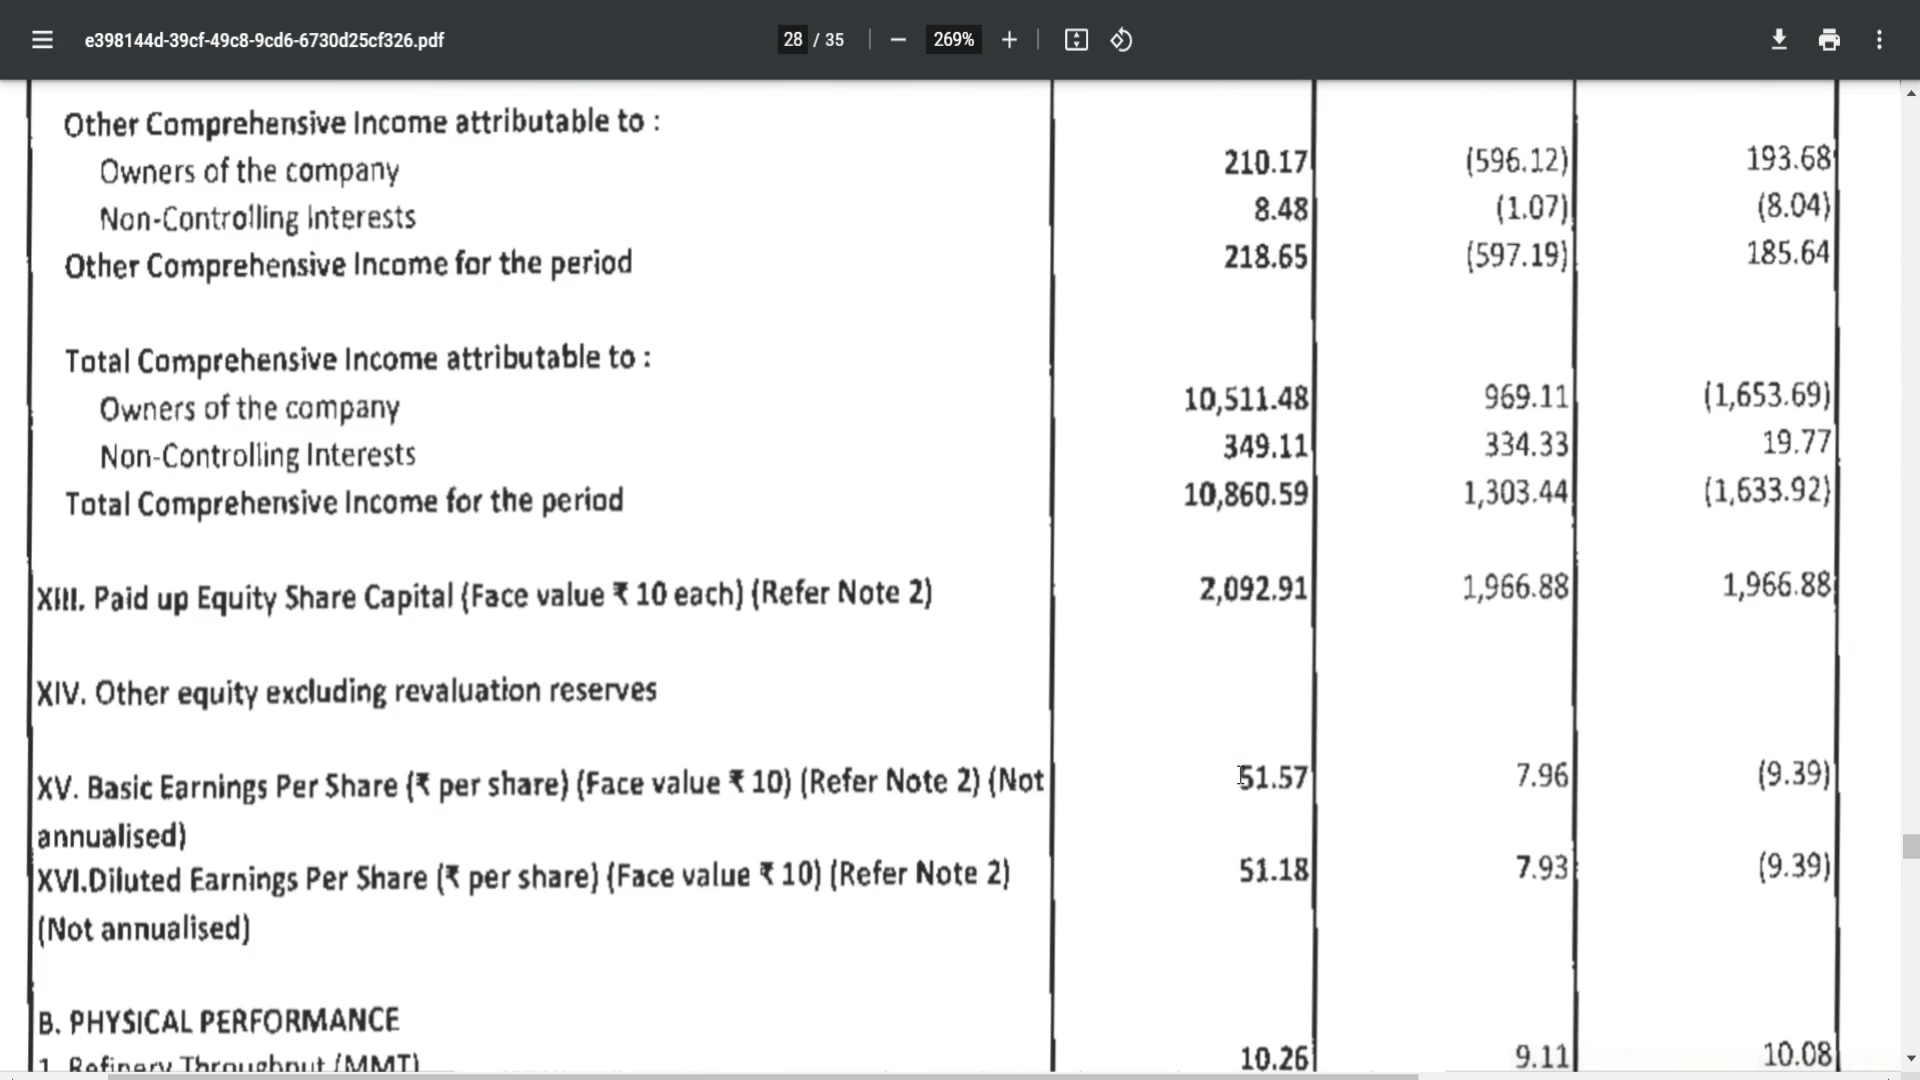 e398144d-39cf-49c8-9cd6-6730d25cf326.pdf 28 / 35 269%
Other Comprehensive Income attributable to :
Owners of the company 210.17 (596.12) 193.68
Non-Controlling Interests 8.48 (1.07) (8.04)
Other Comprehensive Income for the period 218.65 (597.19) 185.64
Total Comprehensive Income attributable to :
Owners of the company 10,511.48 969.11 (1,653.69)
Non-Controlling Interests 349.11 334.33 19.77
Total Comprehensive Income for the period 10,860.59 1,303.44 (1,633.92)
XIII. Paid up Equity Share Capital (Face value ₹ 10 each) (Refer Note 2) 2,092.91 1,966.88 1,966.88
XIV. Other equity excluding revaluation reserves
XV. Basic Earnings Per Share (₹ per share) (Face value ₹ 10) (Refer Note 2) (Not 51.57 7.96 (9.39)
annualised)
XVI.Diluted Earnings Per Share (₹ per share) (Face value ₹ 10) (Refer Note 2) 51.18 7.93 (9.39)
(Not annualised)
B. PHYSICAL PERFORMANCE
1. Refinery Throughput (MMT) 10.26 9.11 10.08